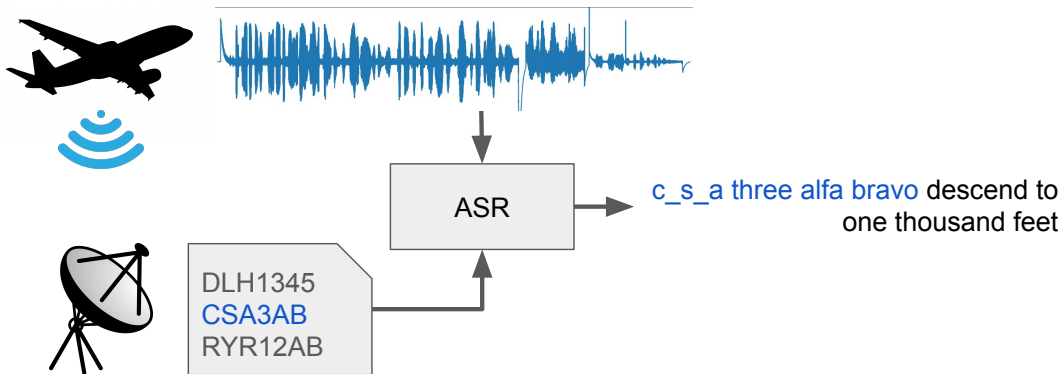 ASR
c_s_a three alfa bravo descend to
one thousand feet
DLH1345
CSA3AB
RYR12AB